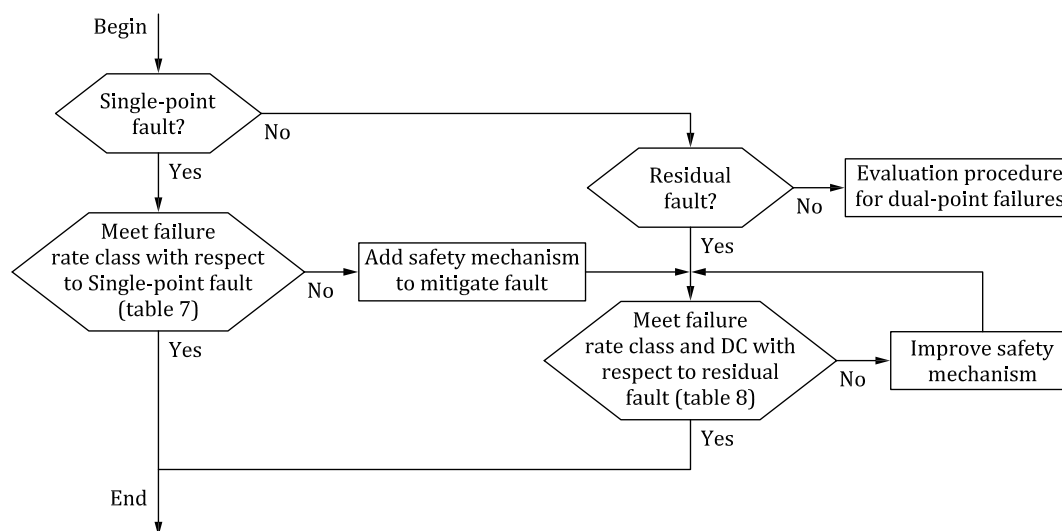 Begin
Single-point
fault?
No
Yes
Residual
fault?
No
Evaluation procedure
for dual-point failures
Yes
Meet failure
rate class with respect
to Single-point fault
(table 7)
No
Add safety mechanism
to mitigate fault
Yes
Meet failure
rate class and DC with
respect to residual
fault (table 8)
No
Improve safety
mechanism
Yes
End